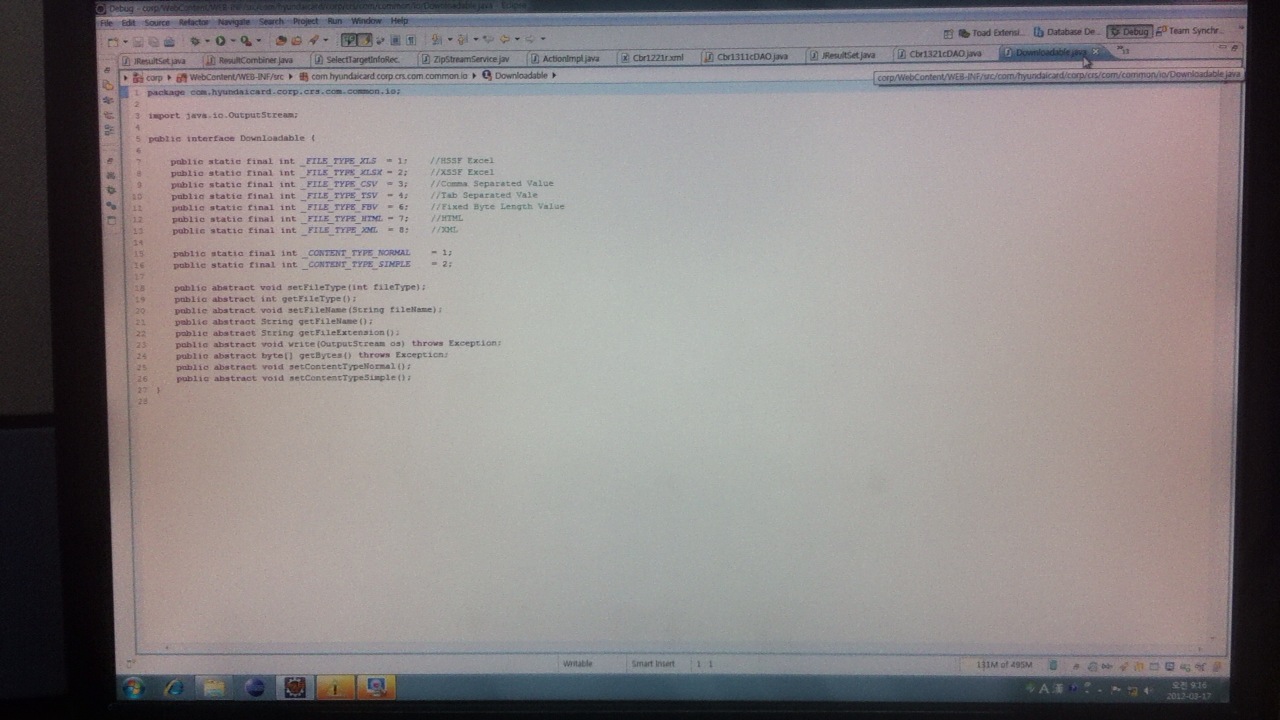 Debug - corp/WebContent/WEB-INF/src/com/hyundaicard/corp/crs/com/common/io/Downloadable.java - Eclipse
File Edit Source Refactor Navigate Search Project Run Window Help
Toad Extensi... Database De... Debug Team Synchr...
JResultSet.java ResultCombiner.java SelectTargetInfoRec. ZipStreamService.jav ActionImpl.java Cbr1221r.xml Cbr1311cDAO.java JResultSet.java Cbr1321cDAO.java Downloadable.java
corp WebContent/WEB-INF/src com.hyundaicard.corp.crs.com.common.io Downloadable
corp/WebContent/WEB-INF/src/com/hyundaicard/corp/crs/com/common/io/Downloadable.java
1 package com.hyundaicard.corp.crs.com.common.io;
2
3 import java.io.OutputStream;
4
5 public interface Downloadable {
6
7 public static final int _FILE_TYPE_XLS = 1; //HSSF Excel
8 public static final int _FILE_TYPE_XLSX = 2; //XSSF Excel
9 public static final int _FILE_TYPE_CSV = 3; //Comma Separated Value
10 public static final int _FILE_TYPE_TSV = 4; //Tab Separated Vale
11 public static final int _FILE_TYPE_FBV = 6; //Fixed Byte Length Value
12 public static final int _FILE_TYPE_HTML = 7; //HTML
13 public static final int _FILE_TYPE_XML = 8; //XML
14
15 public static final int _CONTENT_TYPE_NORMAL = 1;
16 public static final int _CONTENT_TYPE_SIMPLE = 2;
17
18 public abstract void setFileType(int fileType);
19 public abstract int getFileType();
20 public abstract void setFileName(String fileName);
21 public abstract String getFileName();
22 public abstract String getFileExtension();
23 public abstract void write(OutputStream os) throws Exception;
24 public abstract byte[] getBytes() throws Exception;
25 public abstract void setContentTypeNormal();
26 public abstract void setContentTypeSimple();
27 }
28
Writable Smart Insert 1 : 1 131M of 495M
A 漢 오전 9:16
2012-03-17